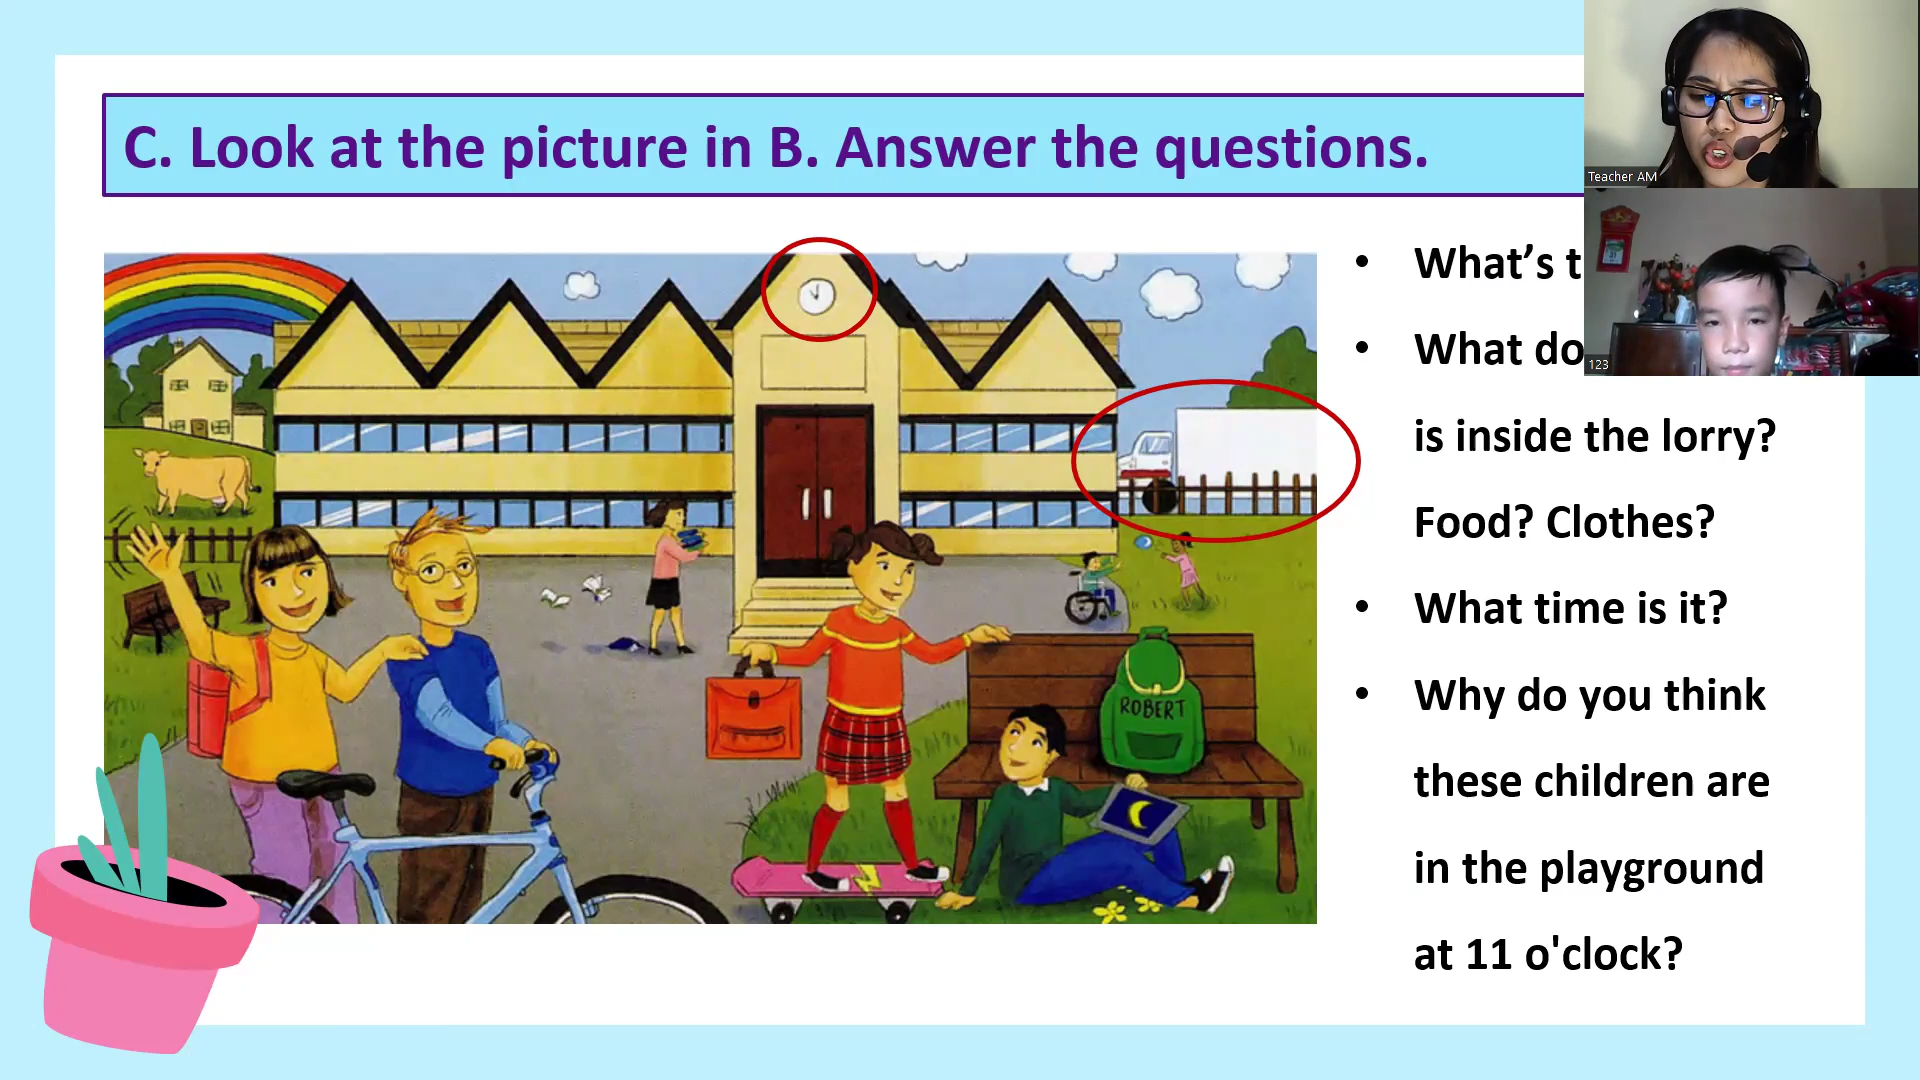 C. Look at the picture in B. Answer the questions.
Teacher AM
123
• What's t
• What do
is inside the lorry?
Food? Clothes?
• What time is it?
• Why do you think
these children are
in the playground
at 11 o'clock?
ROBERT